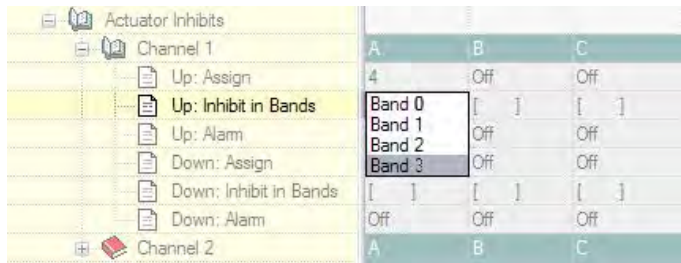 Actuator Inhibits
Channel 1 A B C
Up: Assign 4 Off Off
Up: Inhibit in Bands Band 0 [ ] [ ]
Band 1
Up: Alarm Band 2 Off Off
Down: Assign Band 3 Off Off
Down: Inhibit in Bands [ ] [ ] [ ]
Down: Alarm Off Off Off
Channel 2 A B C